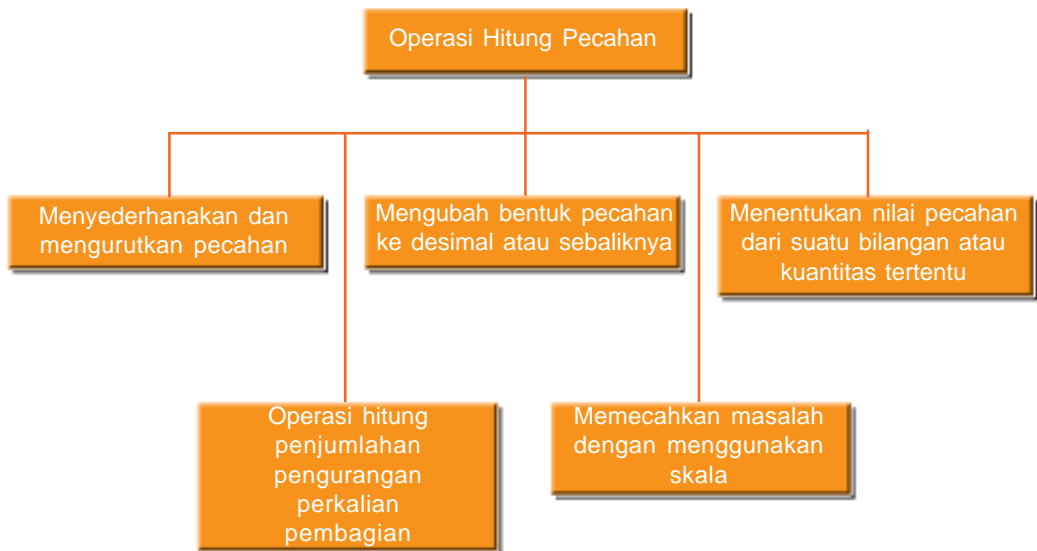 Operasi Hitung Pecahan
Menyederhanakan dan
mengurutkan pecahan
Mengubah bentuk pecahan
ke desimal atau sebaliknya
Menentukan nilai pecahan
dari suatu bilangan atau
kuantitas tertentu
Operasi hitung
penjumlahan
pengurangan
perkalian
pembagian
Memecahkan masalah
dengan menggunakan
skala